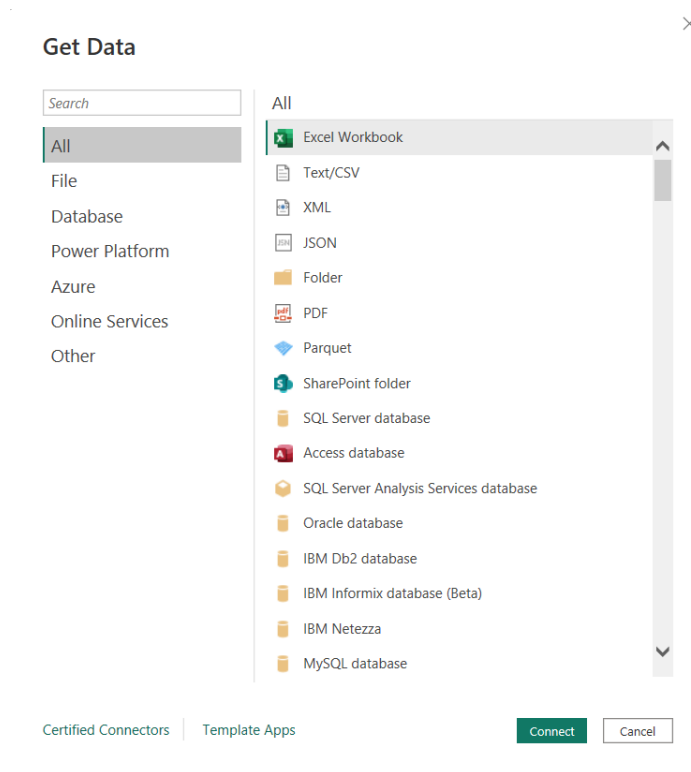 Get Data
Search
All
File
Database
Power Platform
Azure
Online Services
Other
All
Excel Workbook
Text/CSV
XML
JSON
Folder
PDF
Parquet
SharePoint folder
SQL Server database
Access database
SQL Server Analysis Services database
Oracle database
IBM Db2 database
IBM Informix database (Beta)
IBM Netezza
MySQL database
Certified Connectors
Template Apps
Connect
Cancel